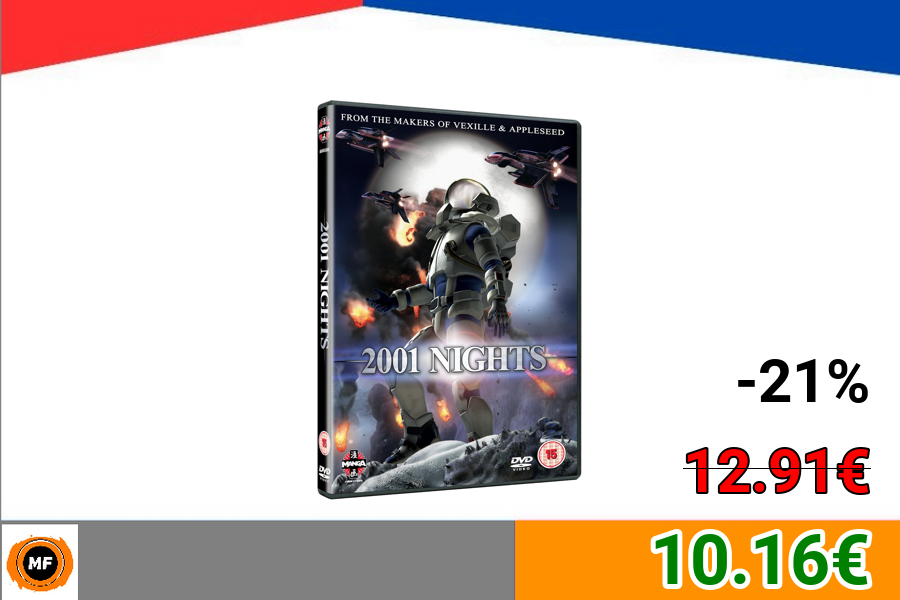 FROM THE MAKERS OF VEXILLE & APPLESEED
MANGA
2001 NIGHTS
2001 NIGHTS
15
MANGA
DVD
VIDEO
15
DVD
-21%
12.91€
10.16€
MF